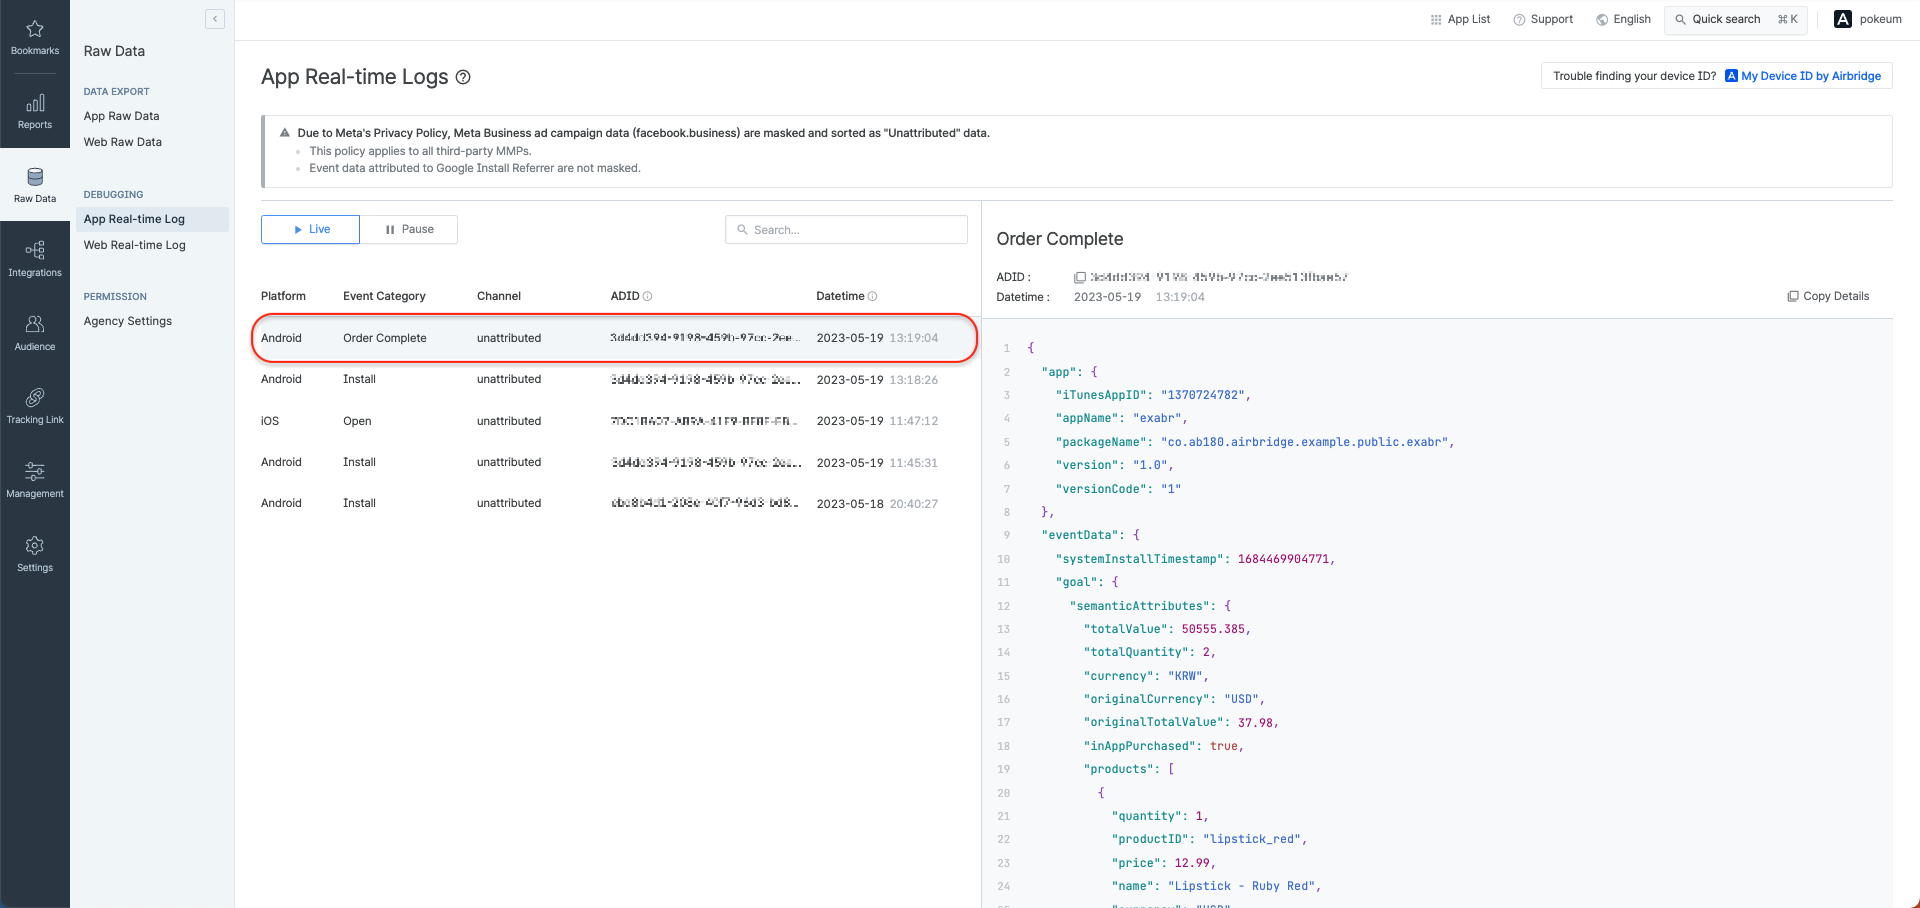 Bookmarks
Reports
Raw Data
Integrations
Audience
Tracking Link
Management
Settings
Raw Data
DATA EXPORT
App Raw Data
Web Raw Data
DEBUGGING
App Real-time Log
Web Real-time Log
PERMISSION
Agency Settings
App List
Support
English
Quick search ⌘ K
A pokeum
App Real-time Logs
Trouble finding your device ID? A My Device ID by Airbridge
Due to Meta's Privacy Policy, Meta Business ad campaign data (facebook.business) are masked and sorted as "Unattributed" data.
This policy applies to all third-party MMPs.
Event data attributed to Google Install Referrer are not masked.
Live
Pause
Search...
Platform Event Category Channel ADID Datetime
Android Order Complete unattributed 2023-05-19 13:19:04
Android Install unattributed 2023-05-19 13:18:26
iOS Open unattributed 2023-05-19 11:47:12
Android Install unattributed 2023-05-19 11:45:31
Android Install unattributed 2023-05-18 20:40:27
Order Complete
ADID :
Datetime : 2023-05-19 13:19:04
Copy Details
1 {
2 "app": {
3 "iTunesAppID": "1370724782",
4 "appName": "exabr",
5 "packageName": "co.ab180.airbridge.example.public.exabr",
6 "version": "1.0",
7 "versionCode": "1"
8 },
9 "eventData": {
10 "systemInstallTimestamp": 1684469904771,
11 "goal": {
12 "semanticAttributes": {
13 "totalValue": 50555.385,
14 "totalQuantity": 2,
15 "currency": "KRW",
16 "originalCurrency": "USD",
17 "originalTotalValue": 37.98,
18 "inAppPurchased": true,
19 "products": [
20 {
21 "quantity": 1,
22 "productID": "lipstick_red",
23 "price": 12.99,
24 "name": "Lipstick - Ruby Red",